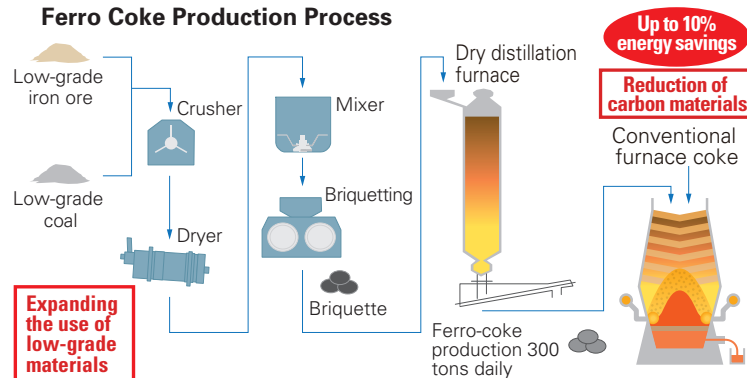 Ferro Coke Production Process
Low-grade
iron ore
Low-grade
coal
Crusher
Dryer
Expanding
the use of
low-grade
materials
Mixer
Briquetting
Briquette
Dry distillation
furnace
Ferro-coke
production 300
tons daily
Up to 10%
energy savings
Reduction of
carbon materials
Conventional
furnace coke